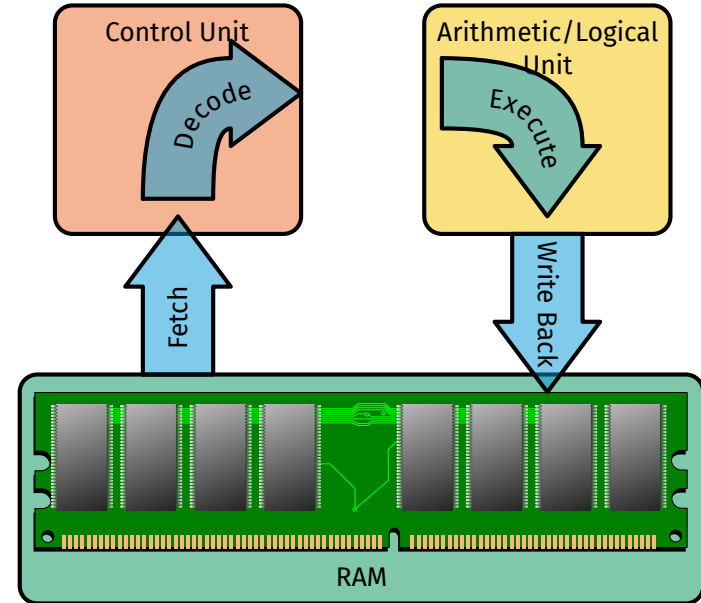 Control Unit
Decode
Arithmetic/Logical
Unit
Execute
Fetch
Write Back
RAM